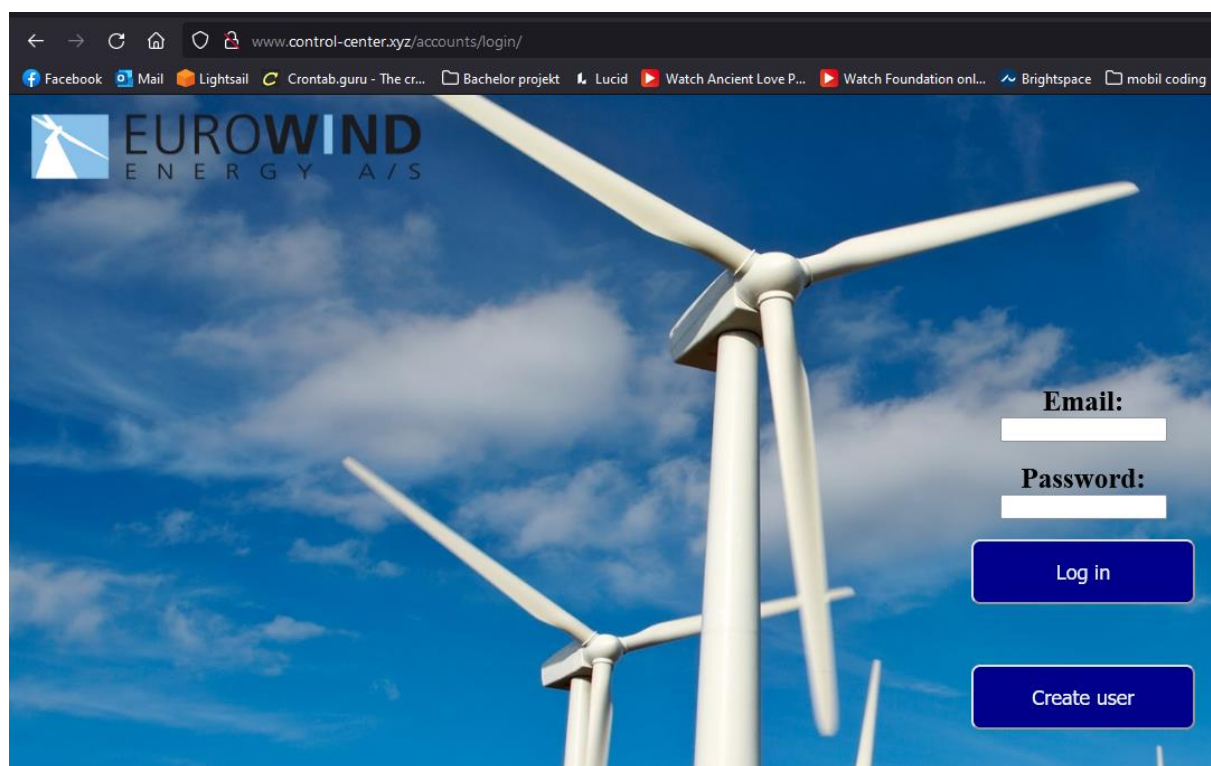 www.control-center.xyz/accounts/login/
Facebook Mail Lightsail Crontab.guru - The cr... Bachelor projekt Lucid Watch Ancient Love P... Watch Foundation onl... Brightspace mobil coding
EUROWIND
ENERGY A/S
Email:
Password:
Log in
Create user